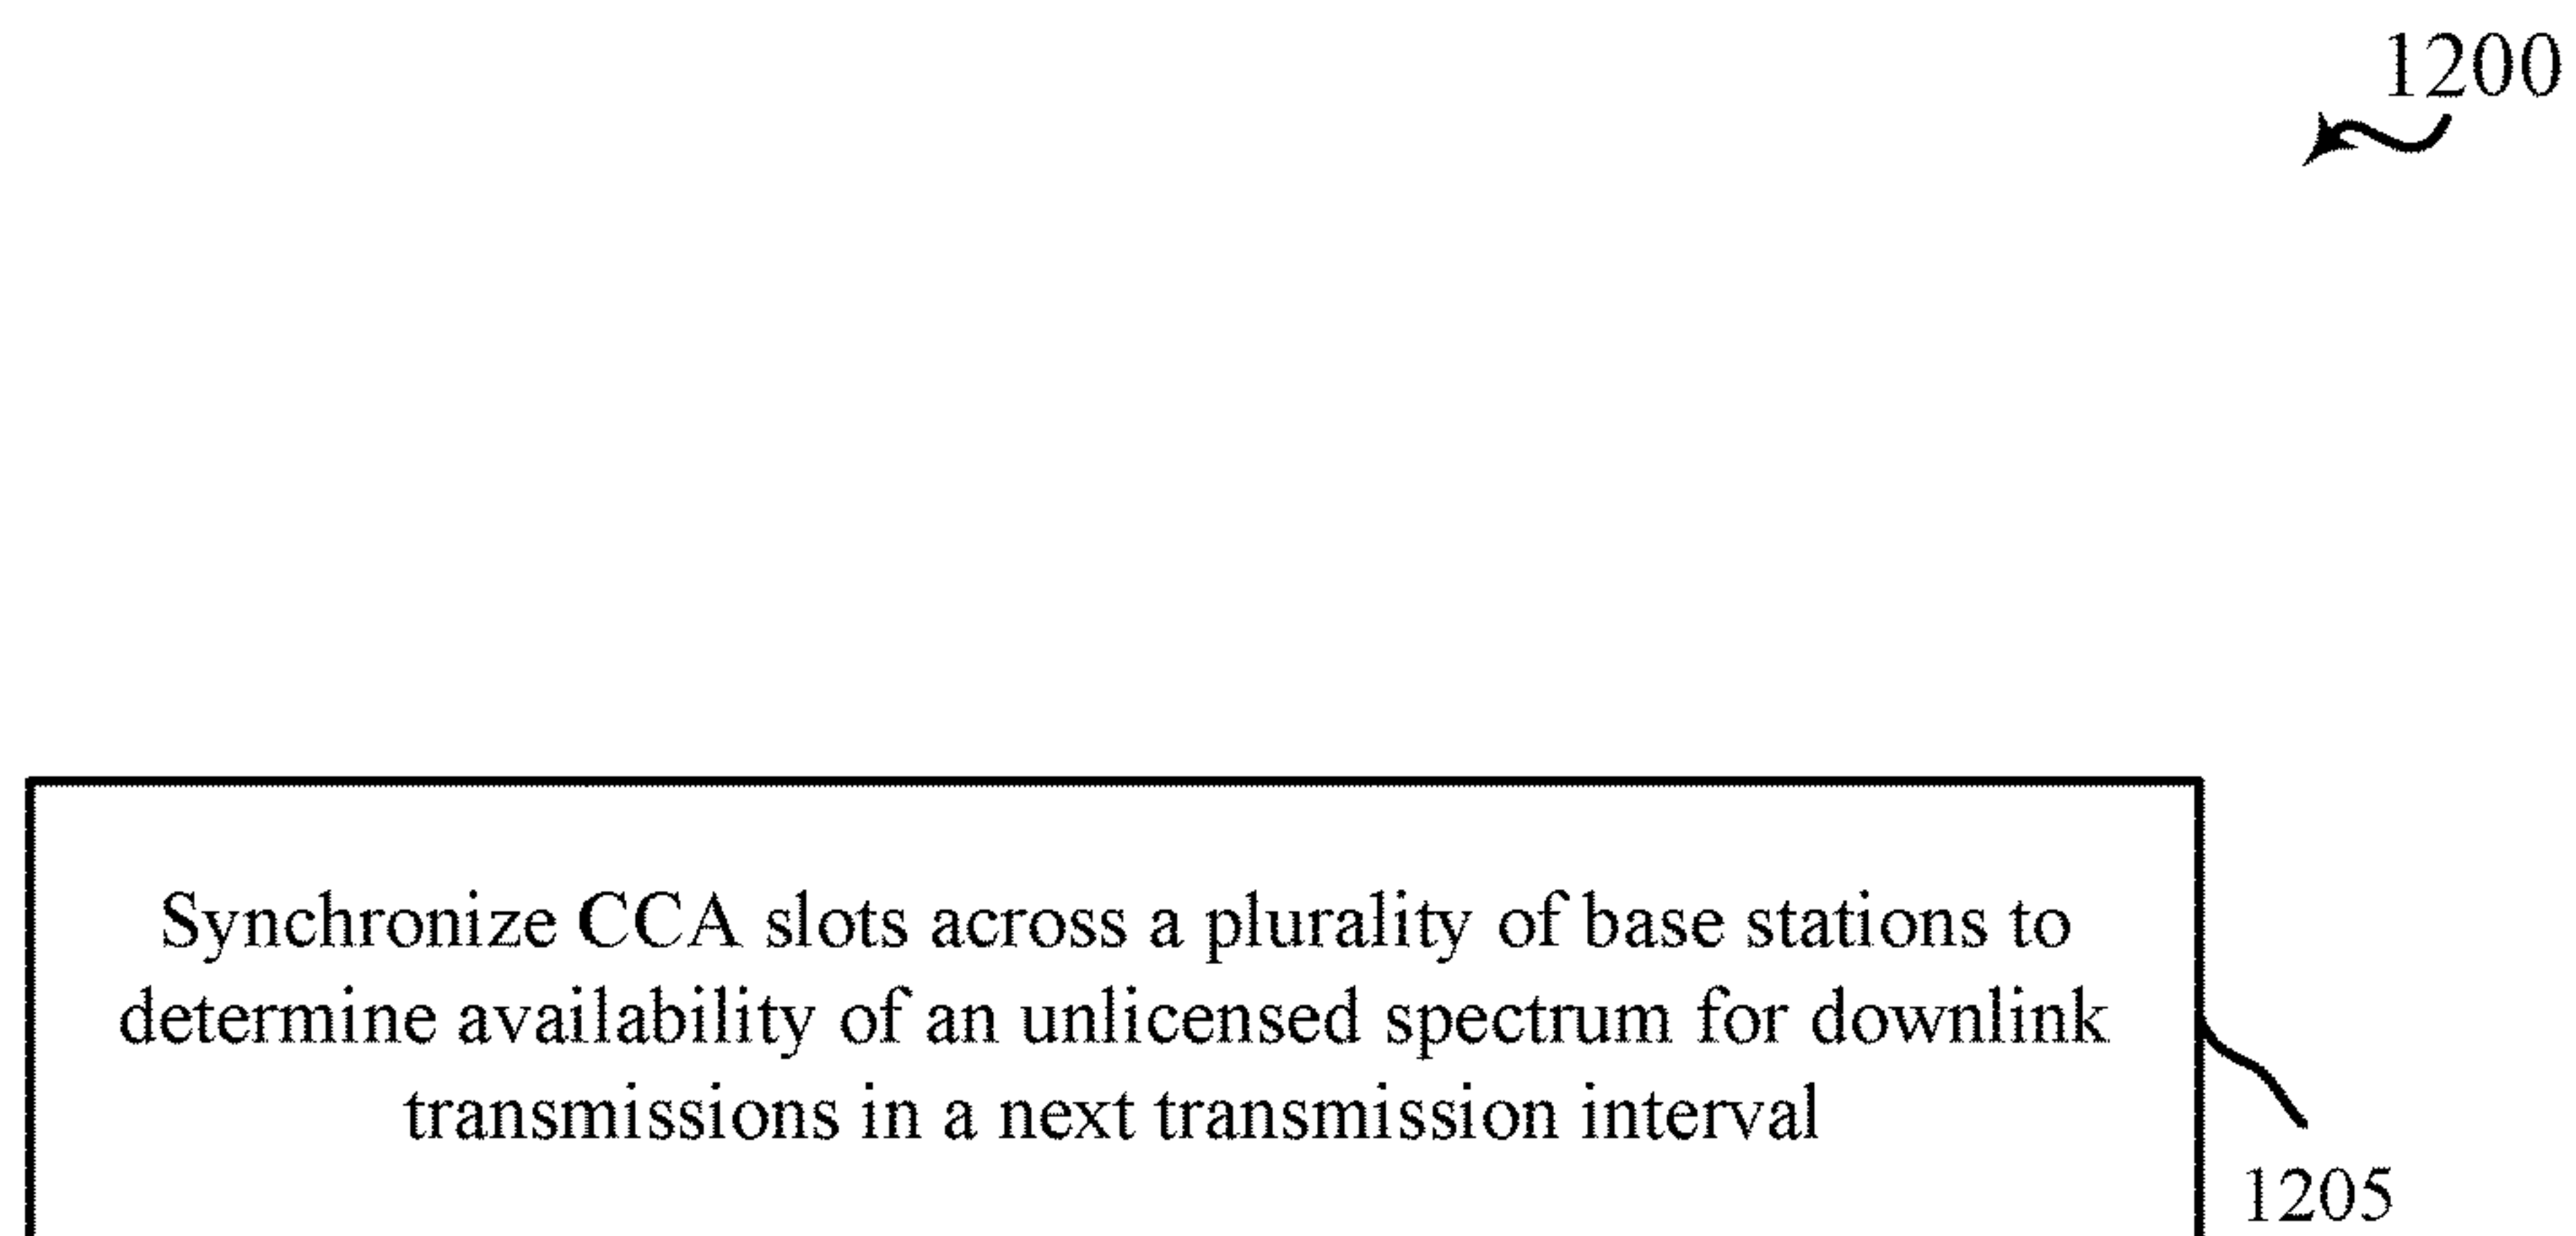 1200
Synchronize CCA slots across a plurality of base stations to
determine availability of an unlicensed spectrum for downlink
transmissions in a next transmission interval
1205